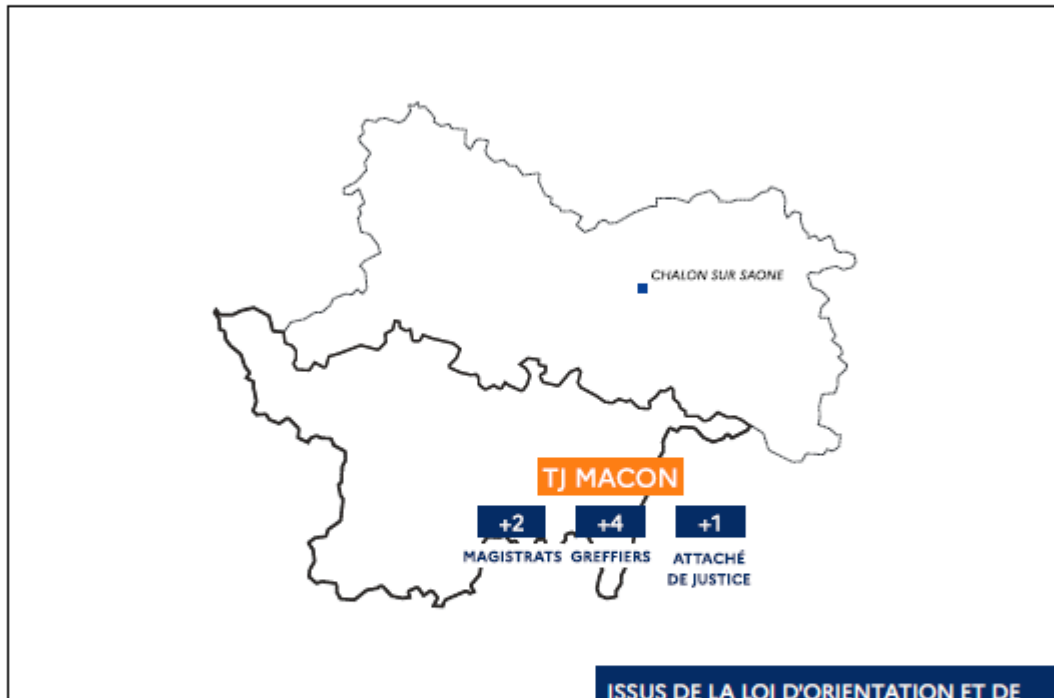 CHALON SUR SAONE
TJ MACON
+2 +4 +1
MAGISTRATS GREFFIERS ATTACHÉ
DE JUSTICE
ISSUS DE LA LOI D'ORIENTATION ET DE